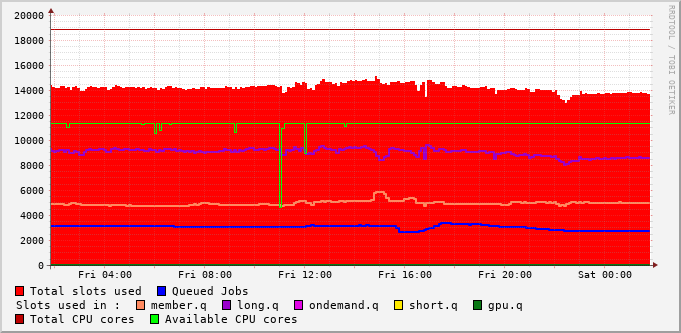 20000
18000
16000
14000
12000
10000
8000
6000
4000
2000
0
Fri 04:00 Fri 08:00 Fri 12:00 Fri 16:00 Fri 20:00 Sat 00:00
Total slots used Queued Jobs
Slots used in : member.q long.q ondemand.q short.q gpu.q
Total CPU cores Available CPU cores
RRDTOOL / TOBI OETIKER